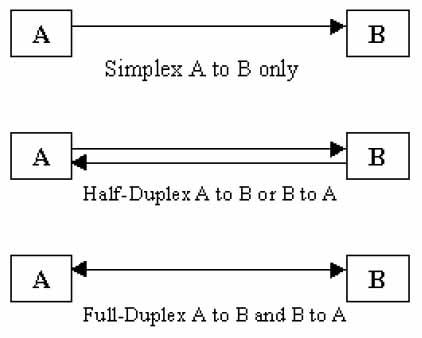 A B
Simplex A to B only
A B
Half-Duplex A to B or B to A
A B
Full-Duplex A to B and B to A